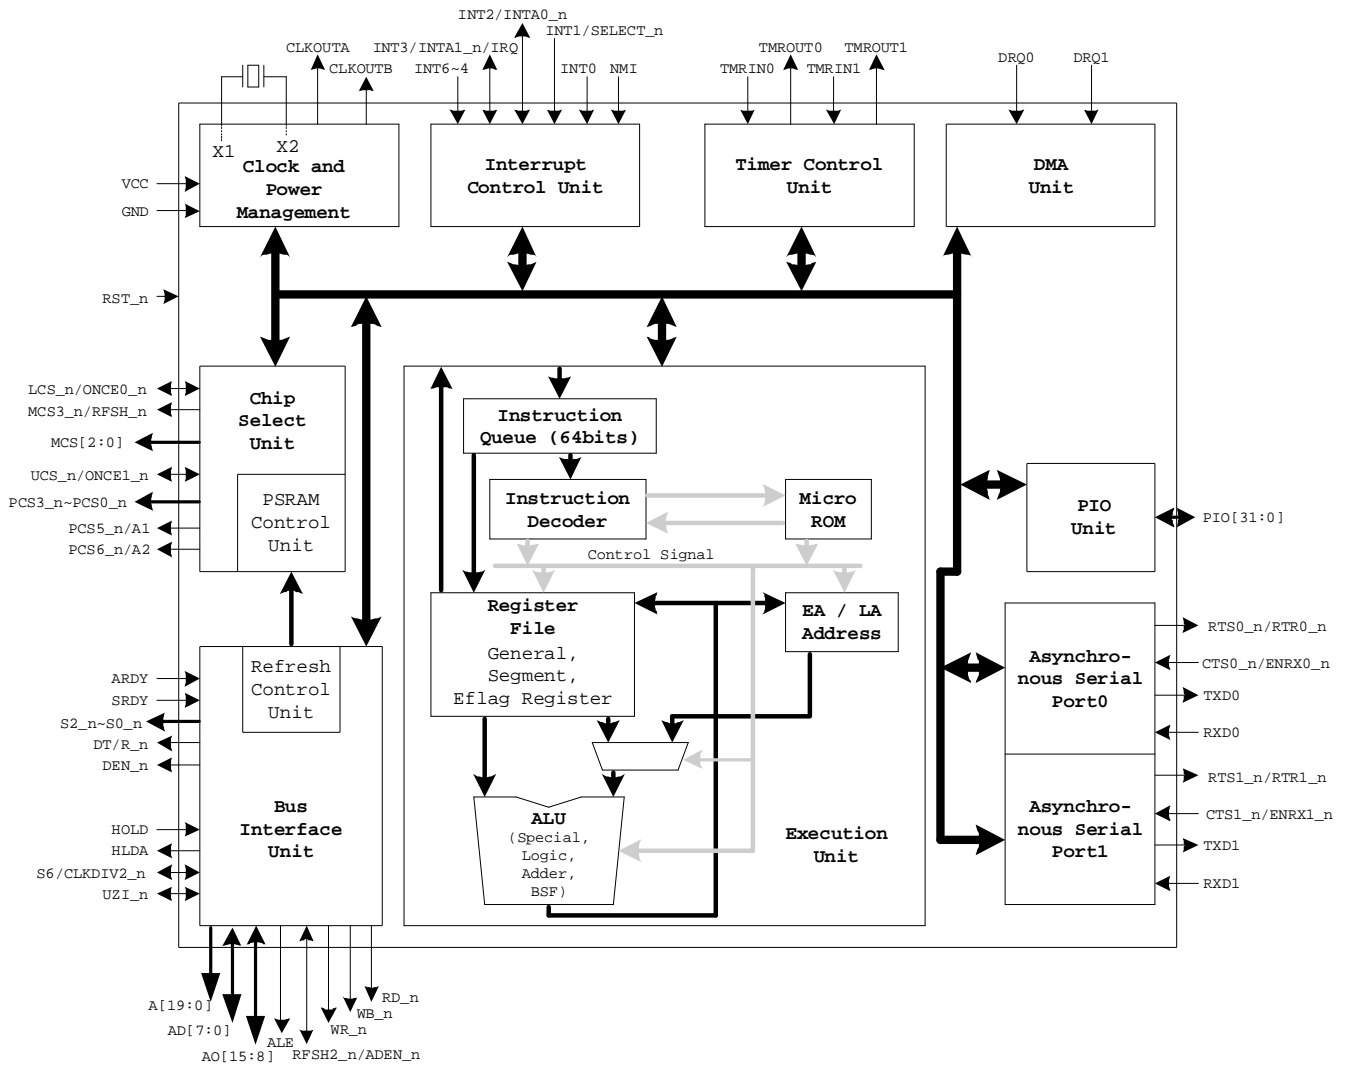 INT2/INTA0_n
INT1/SELECT_n
CLKOUTA
INT3/INTA1_n/IRQ
TMROUT0
TMROUT1
CLKOUTB
INT6~4
INT0
NMI
TMRIN0
TMRIN1
DRQ0
DRQ1
X1
X2
Clock and
Power
Management
Interrupt
Control Unit
Timer Control
Unit
DMA
Unit
VCC
GND
RST_n
LCS_n/ONCE0_n
MCS3_n/RFSH_n
MCS[2:0]
UCS_n/ONCE1_n
PCS3_n~PCS0_n
PCS5_n/A1
PCS6_n/A2
Chip
Select
Unit
PSRAM
Control
Unit
Instruction
Queue (64bits)
Instruction
Decoder
Micro
ROM
Control Signal
Register
File
General,
Segment,
Eflag Register
EA / LA
Address
PIO
Unit
PIO[31:0]
Refresh
Control
Unit
ARDY
SRDY
S2_n~S0_n
DT/R_n
DEN_n
HOLD
HLDA
S6/CLKDIV2_n
UZI_n
Bus
Interface
Unit
ALU
(Special,
Logic,
Adder,
BSF)
Execution
Unit
Asynchro-
nous Serial
Port0
RTS0_n/RTR0_n
CTS0_n/ENRX0_n
TXD0
RXD0
Asynchro-
nous Serial
Port1
RTS1_n/RTR1_n
CTS1_n/ENRX1_n
TXD1
RXD1
A[19:0]
AD[7:0]
AO[15:8]
ALE
RFSH2_n/ADEN_n
WR_n
WB_n
RD_n